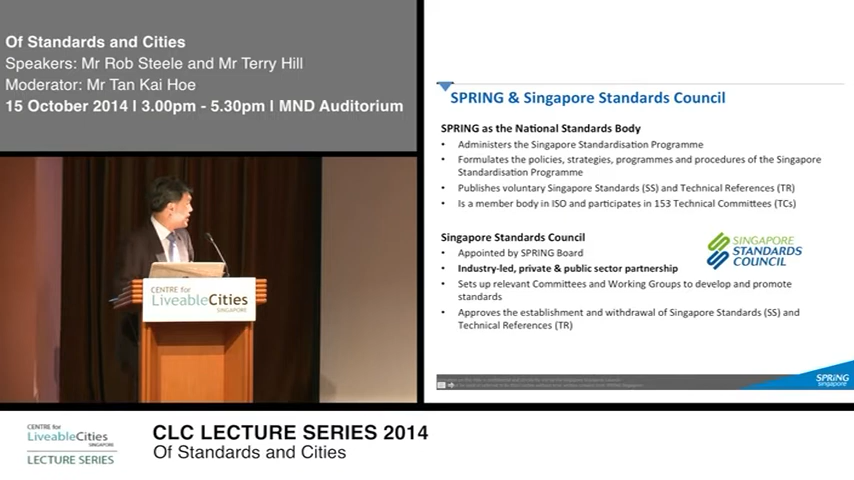 Of Standards and Cities
Speakers: Mr Rob Steele and Mr Terry Hill
Moderator: Mr Tan Kai Hoe
15 October 2014 | 3.00pm - 5.30pm | MND Auditorium
CENTRE for
LiveableCities
SINGAPORE
SPRING & Singapore Standards Council
SPRING as the National Standards Body
• Administers the Singapore Standardisation Programme
• Formulates the policies, strategies, programmes and procedures of the Singapore
Standardisation Programme
• Publishes voluntary Singapore Standards (SS) and Technical References (TR)
• Is a member body in ISO and participates in 153 Technical Committees (TCs)
Singapore Standards Council
• Appointed by SPRING Board
• Industry-led, private & public sector partnership
• Sets up relevant Committees and Working Groups to develop and promote
standards
• Approves the establishment and withdrawal of Singapore Standards (SS) and
Technical References (TR)
SINGAPORE
STANDARDS
COUNCIL
SPRING
singapore
CENTRE for
LiveableCities
SINGAPORE
LECTURE SERIES
CLC LECTURE SERIES 2014
Of Standards and Cities